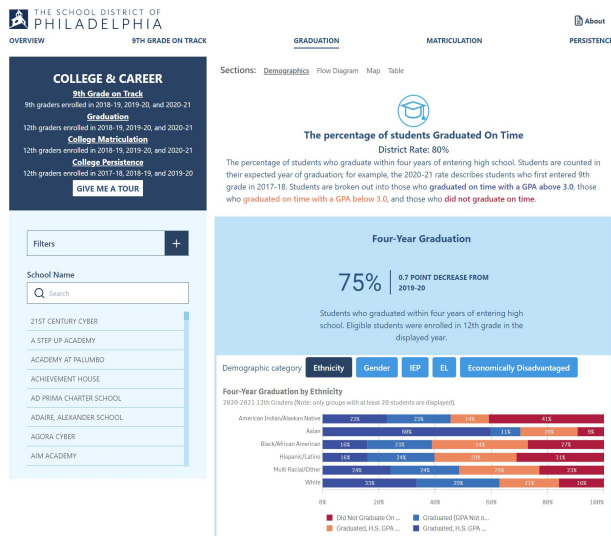 THE SCHOOL DISTRICT OF
PHILADELPHIA
About
OVERVIEW
9TH GRADE ON TRACK
GRADUATION
MATRICULATION
PERSISTENCE
COLLEGE & CAREER
9th Grade on Track
9th graders enrolled in 2018-19, 2019-20, and 2020-21
Graduation
12th graders enrolled in 2018-19, 2019-20, and 2020-21
College Matriculation
12th graders enrolled in 2018-19, 2019-20, and 2020-21
College Persistence
12th graders enrolled in 2017-18, 2018-19, and 2019-20
GIVE ME A TOUR
Filters +
School Name
Search
21ST CENTURY CYBER
A STEP UP ACADEMY
ACADEMY AT PALUMBO
ACHIEVEMENT HOUSE
AD PRIMA CHARTER SCHOOL
ADAIRE, ALEXANDER SCHOOL
AGORA CYBER
AIM ACADEMY
Sections: Demographics Flow Diagram Map Table
The percentage of students Graduated On Time
District Rate: 80%
The percentage of students who graduate within four years of entering high school. Students are counted in
their expected year of graduation; for example, the 2020-21 rate describes students who first entered 9th
grade in 2017-18. Students are broken out into those who graduated on time with a GPA above 3.0, those
who graduated on time with a GPA below 3.0, and those who did not graduate on time.
Four-Year Graduation
75%
0.7 POINT DECREASE FROM
2019-20
Students who graduated within four years of entering high
school. Eligible students were enrolled in 12th grade in the
displayed year.
Demographic category Ethnicity Gender IEP EL Economically Disadvantaged
Four-Year Graduation by Ethnicity
2020-2021 12th Graders (Note: only groups with at least 20 students are displayed).
American Indian/Alaskan Native 23% 23% 14% 41%
Asian 60% 11% 20% 9%
Black/African American 16% 23% 34% 27%
Hispanic/Latino 16% 24% 29% 31%
Multi Racial/Other 24% 24% 29% 23%
White 33% 29% 21% 16%
0% 20% 40% 60% 80% 100%
Did Not Graduate On ... Graduated (GPA Not o...
Graduated, H.S. GPA ... Graduated, H.S. GPA ...